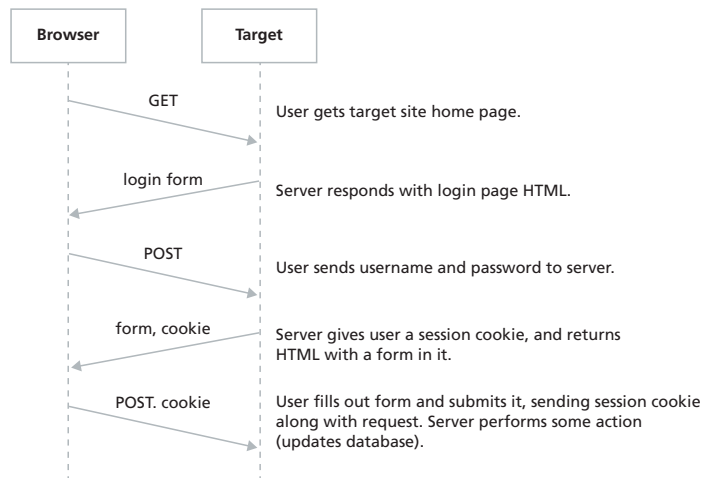 Browser
Target
GET
User gets target site home page.
login form
Server responds with login page HTML.
POST
User sends username and password to server.
form, cookie
Server gives user a session cookie, and returns
HTML with a form in it.
POST. cookie
User fills out form and submits it, sending session cookie
along with request. Server performs some action
(updates database).